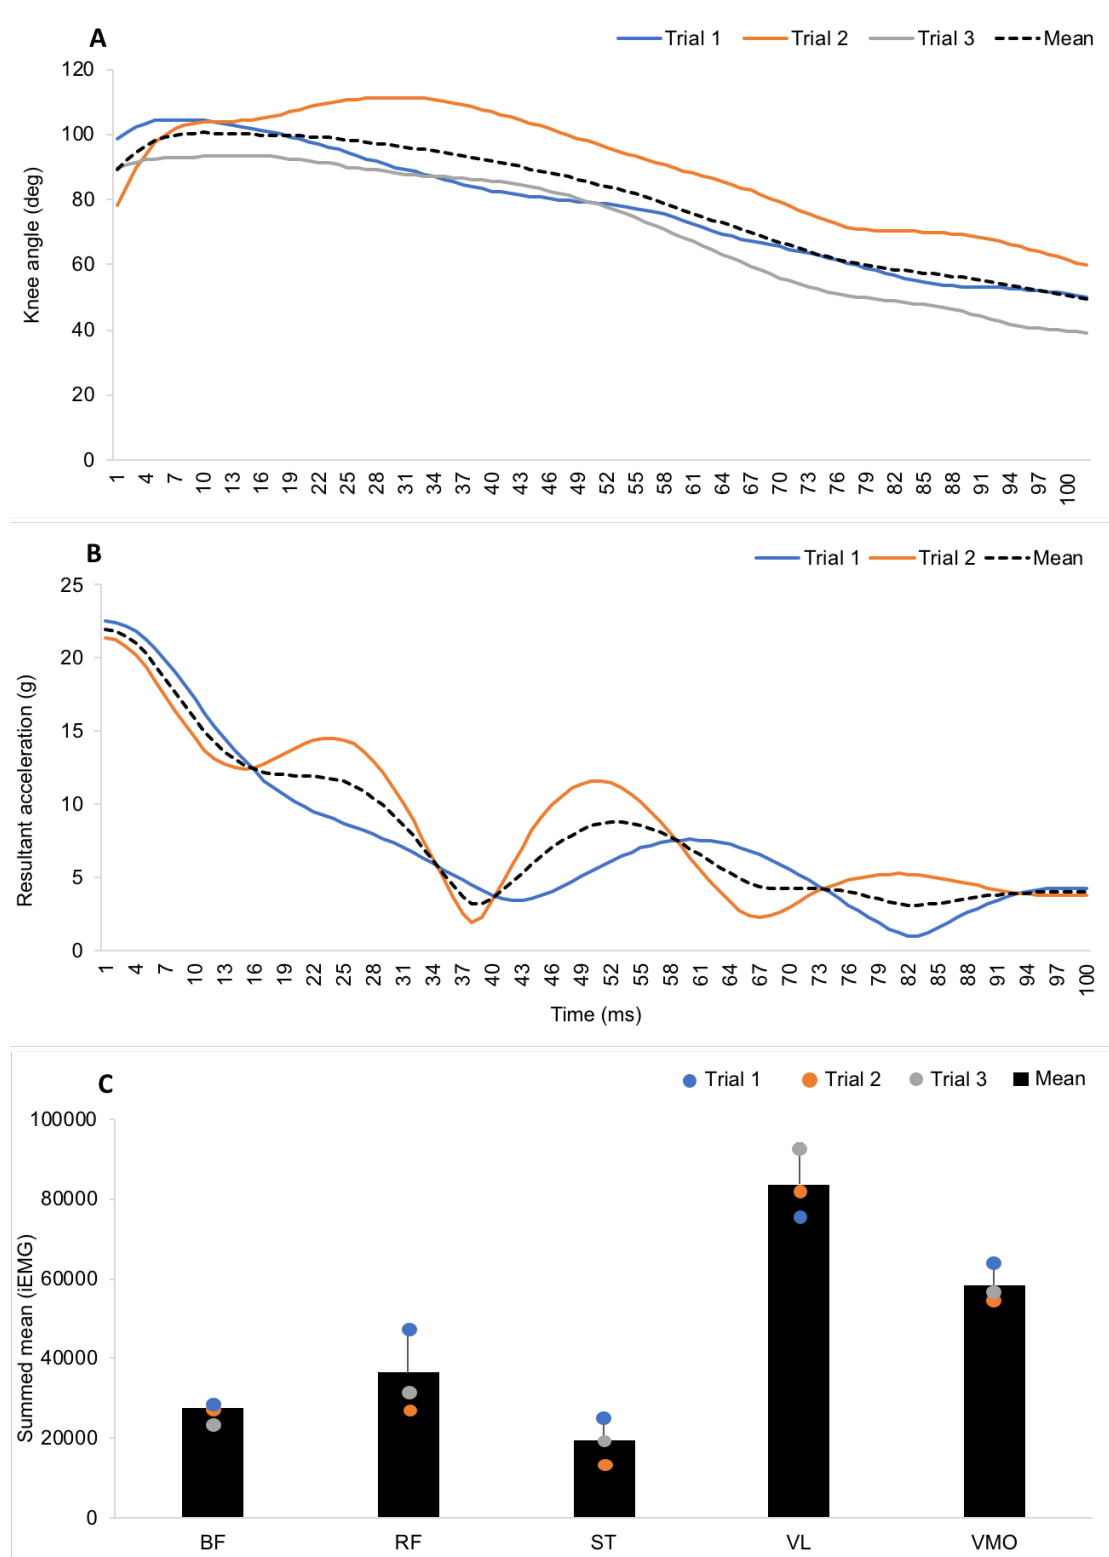 A
Trial 1 Trial 2 Trial 3 Mean
120
100
80
60
40
20
0
Knee angle (deg)
1 4 7 10 13 16 19 22 25 28 31 34 37 40 43 46 49 52 55 58 61 64 67 70 73 76 79 82 85 88 91 94 97 100
B
Trial 1 Trial 2 Mean
25
20
15
10
5
0
Resultant acceleration (g)
1 4 7 10 13 16 19 22 25 28 31 34 37 40 43 46 49 52 55 58 61 64 67 70 73 76 79 82 85 88 91 94 97 100
Time (ms)
C
Trial 1 Trial 2 Trial 3 Mean
100000
80000
60000
40000
20000
0
Summed mean (iEMG)
BF RF ST VL VMO